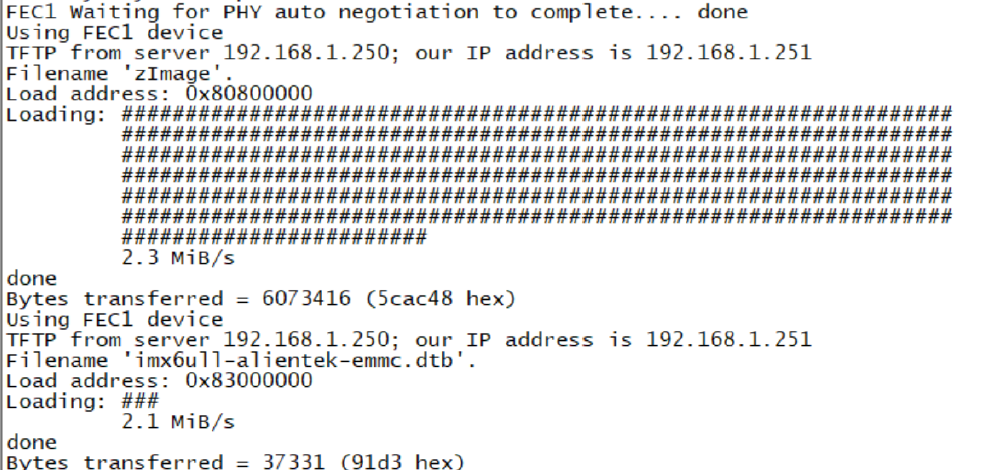 FEC1 Waiting for PHY auto negotiation to complete.... done
Using FEC1 device
TFTP from server 192.168.1.250; our IP address is 192.168.1.251
Filename 'zImage'.
Load address: 0x80800000
Loading: #################################################################
         #################################################################
         #################################################################
         #################################################################
         #################################################################
         #################################################################
         ########################
         2.3 MiB/s
done
Bytes transferred = 6073416 (5cac48 hex)
Using FEC1 device
TFTP from server 192.168.1.250; our IP address is 192.168.1.251
Filename 'imx6ull-alientek-emmc.dtb'.
Load address: 0x83000000
Loading: ###
         2.1 MiB/s
done
Bytes transferred = 37331 (91d3 hex)